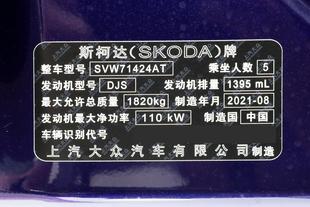 斯柯达(SKODA)牌
整车型号 SVW71424AT 乘坐人数 5
发动机型号 DJS 发动机排量 1395 mL
最大允许总质量 1820kg 制造年月 2021-08
发动机最大净功率 110 kW 制造国 中国
车辆识别代号
上汽大众汽车有限公司 制造